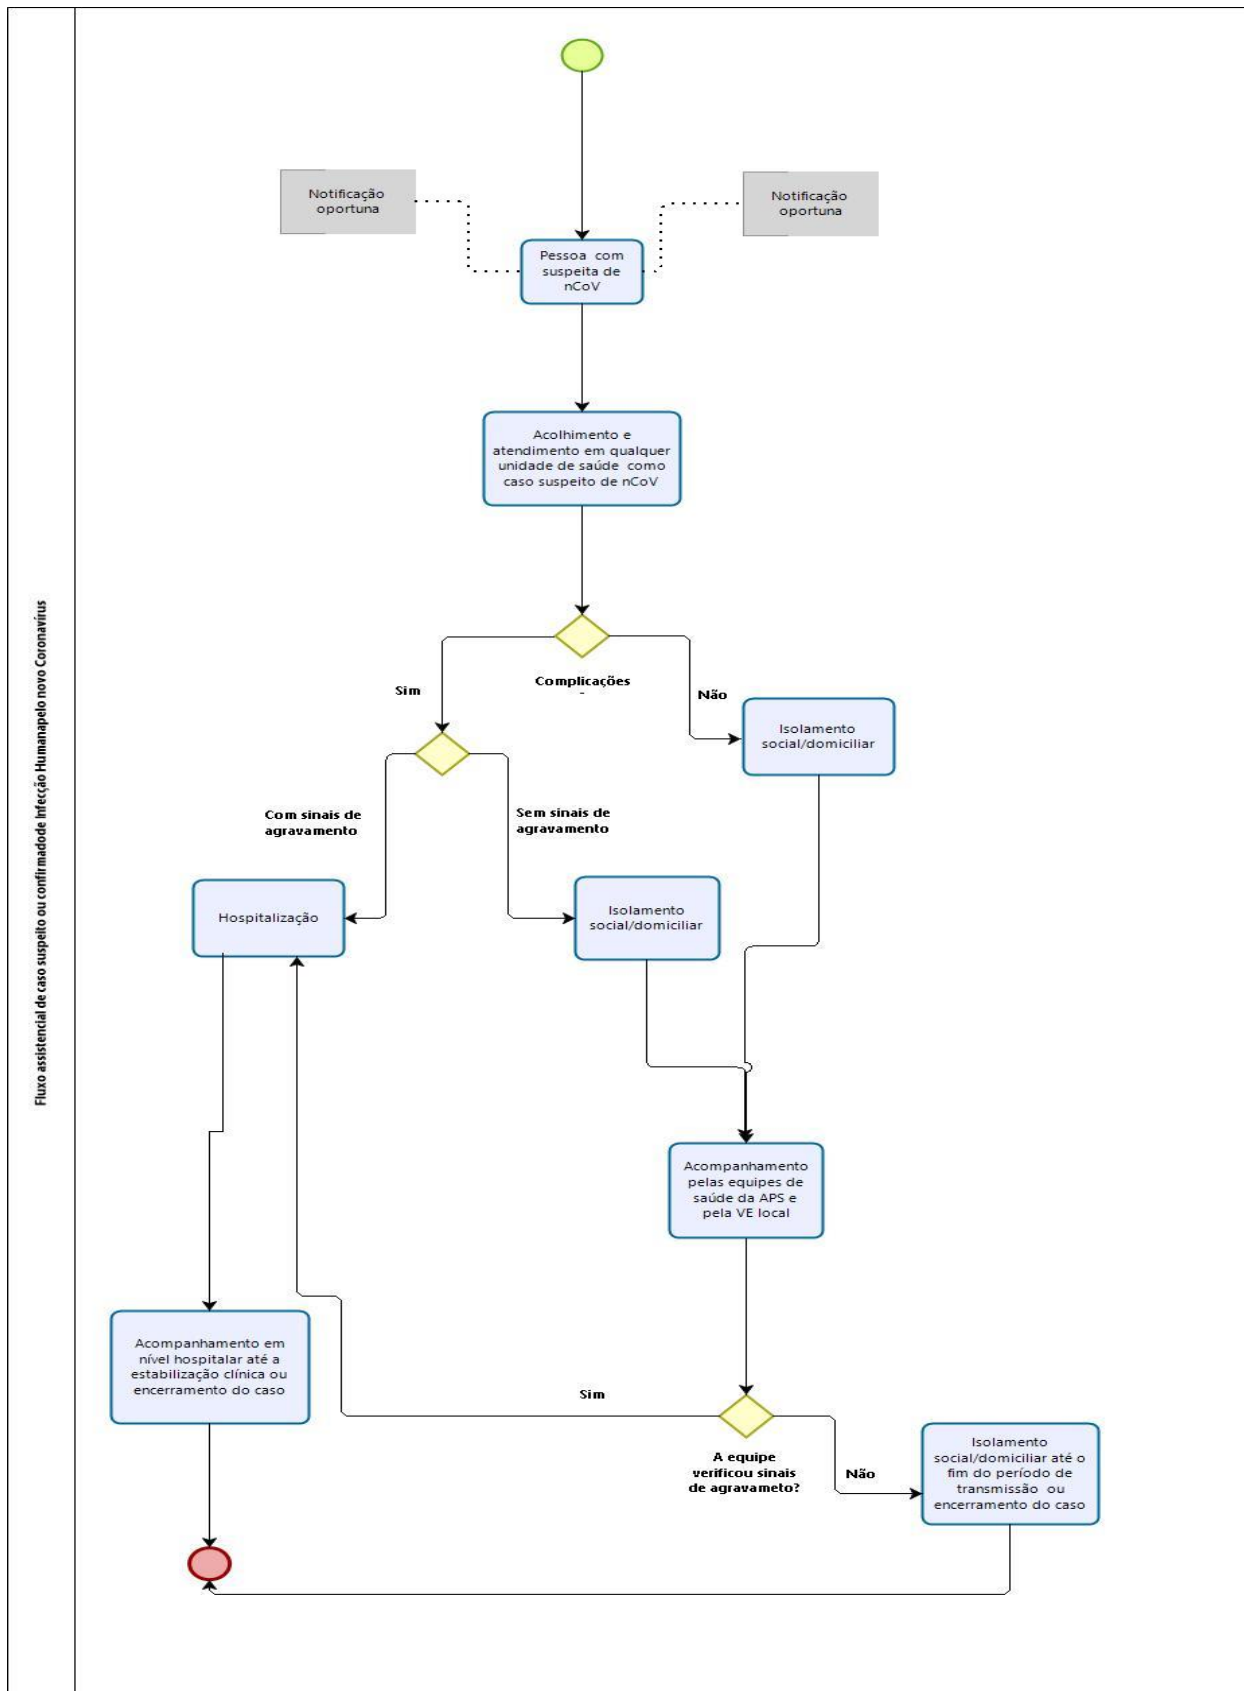 Fluxo assistencial de caso suspeito ou confirmadode Infecção Humanapelo novo Coronavírus
Notificação
oportuna
Notificação
oportuna
Pessoa com
suspeita de
nCoV
Acolhimento e
atendimento em qualquer
unidade de saúde como
caso suspeito de nCoV
Complicações
-
Sim
Não
Isolamento
social/domiciliar
Com sinais de
agravamento
Sem sinais de
agravamento
Hospitalização
Isolamento
social/domiciliar
Acompanhamento
pelas equipes de
saúde da APS e
pela VE local
Acompanhamento em
nível hospitalar até a
estabilização clínica ou
encerramento do caso
Sim
A equipe
verificou sinais
de agravameto?
Não
Isolamento
social/domiciliar até o
fim do período de
transmissão ou
encerramento do caso